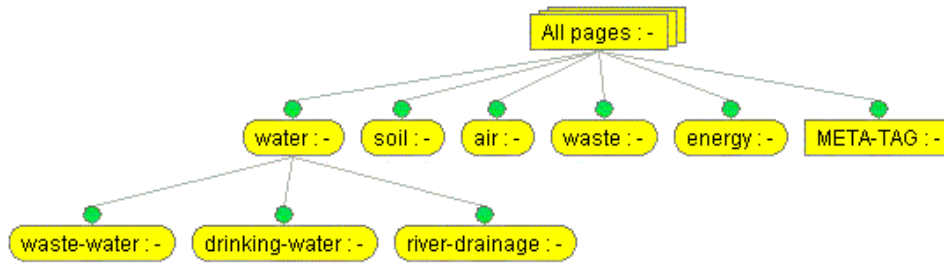 All pages : -
water : -
soil : -
air : -
waste : -
energy : -
META-TAG : -
waste-water : -
drinking-water : -
river-drainage : -